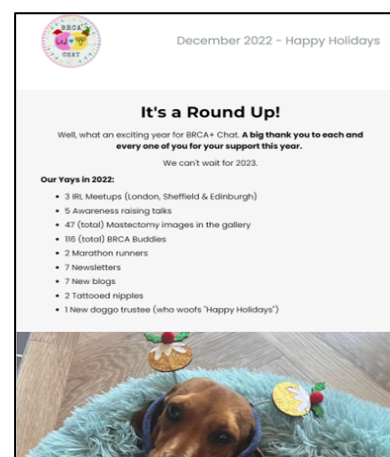 BRCA
CHAT
December 2022 - Happy Holidays
It's a Round Up!
Well, what an exciting year for BRCA+ Chat. A big thank you to each and
every one of you for your support this year.
We can't wait for 2023.
Our Yays in 2022:
• 3 IRL Meetups (London, Sheffield & Edinburgh)
• 5 Awareness raising talks
• 47 (total) Mastectomy images in the gallery
• 116 (total) BRCA Buddies
• 2 Marathon runners
• 7 Newsletters
• 7 New blogs
• 2 Tattooed nipples
• 1 New doggo trustee (who woofs "Happy Holidays")